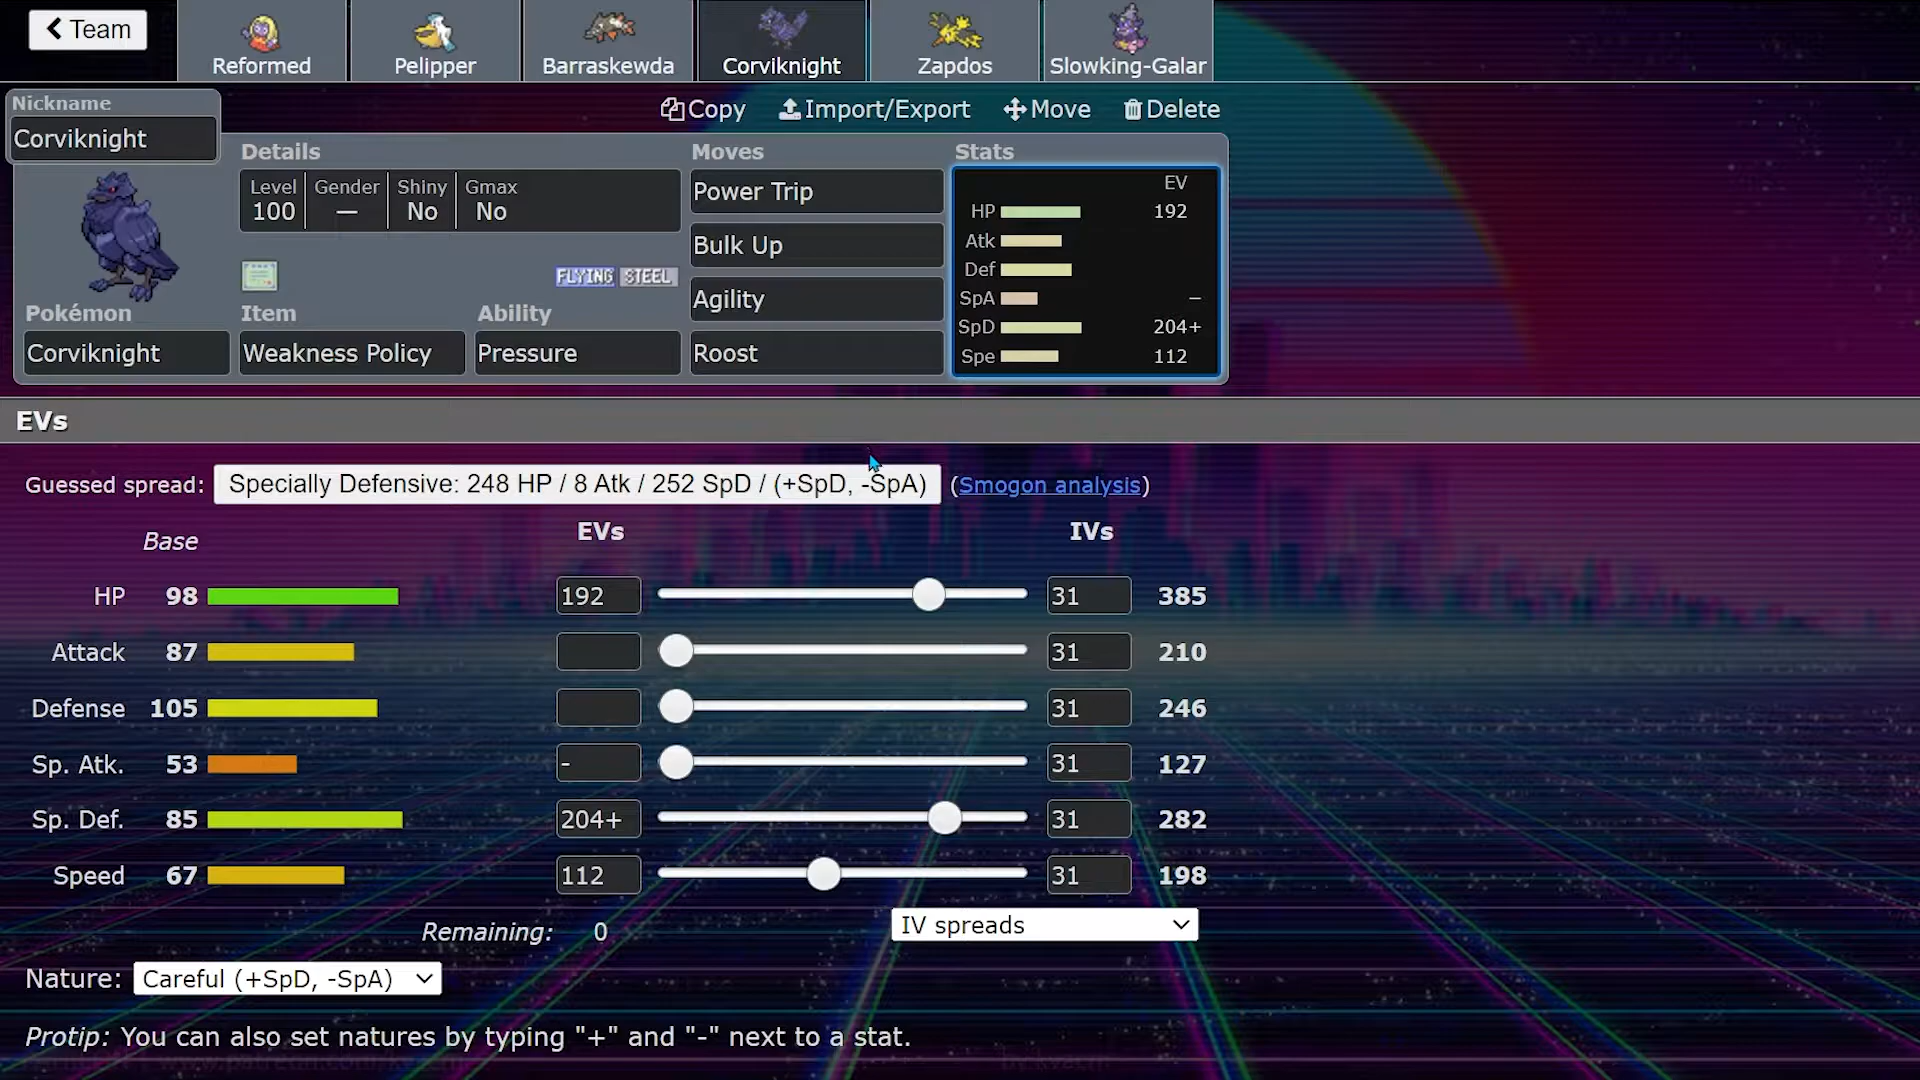 Team
Reformed
Pelipper
Barraskewda
Corviknight
Zapdos
Slowking-Galar
Nickname
Corviknight
Copy
Import/Export
Move
Delete
Details
Moves
Stats
Level
100
Gender
—
Shiny
No
Gmax
No
FLYING STEEL
Pokémon
Corviknight
Item
Weakness Policy
Ability
Pressure
Power Trip
Bulk Up
Agility
Roost
EV
HP 192
Atk
Def
SpA –
SpD 204+
Spe 112
EVs
Guessed spread: Specially Defensive: 248 HP / 8 Atk / 252 SpD / (+SpD, -SpA) (Smogon analysis)
Base EVs IVs
HP 98 192 31 385
Attack 87 31 210
Defense 105 31 246
Sp. Atk. 53 - 31 127
Sp. Def. 85 204+ 31 282
Speed 67 112 31 198
Remaining: 0
IV spreads
Nature: Careful (+SpD, -SpA)
Protip: You can also set natures by typing "+" and "-" next to a stat.